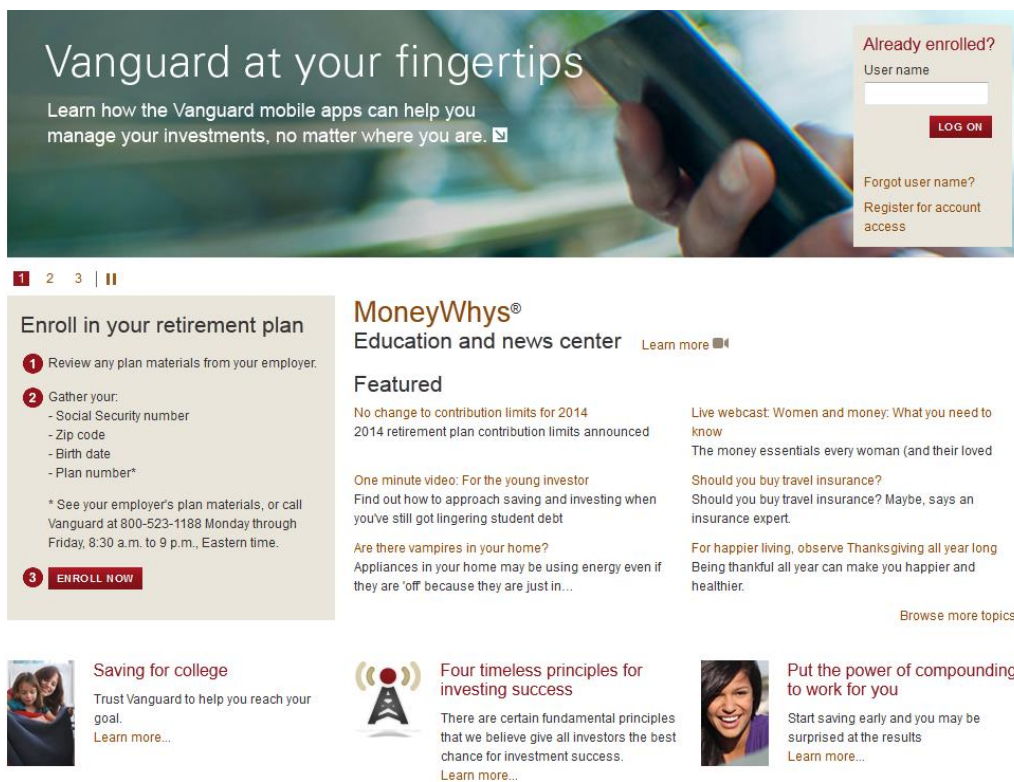 Vanguard at your fingertips
Learn how the Vanguard mobile apps can help you
manage your investments, no matter where you are.
Already enrolled?
User name
LOG ON
Forgot user name?
Register for account
access
1 2 3
Enroll in your retirement plan
1 Review any plan materials from your employer.
2 Gather your:
- Social Security number
- Zip code
- Birth date
- Plan number*
* See your employer's plan materials, or call
Vanguard at 800-523-1188 Monday through
Friday, 8:30 a.m. to 9 p.m., Eastern time.
3 ENROLL NOW
MoneyWhys®
Education and news center Learn more
Featured
No change to contribution limits for 2014
2014 retirement plan contribution limits announced
Live webcast: Women and money: What you need to
know
The money essentials every woman (and their loved
One minute video: For the young investor
Find out how to approach saving and investing when
you've still got lingering student debt
Should you buy travel insurance?
Should you buy travel insurance? Maybe, says an
insurance expert.
Are there vampires in your home?
Appliances in your home may be using energy even if
they are 'off' because they are just in...
For happier living, observe Thanksgiving all year long
Being thankful all year can make you happier and
healthier.
Browse more topics
Saving for college
Trust Vanguard to help you reach your
goal.
Learn more...
Four timeless principles for
investing success
There are certain fundamental principles
that we believe give all investors the best
chance for investment success.
Learn more...
Put the power of compounding
to work for you
Start saving early and you may be
surprised at the results
Learn more...